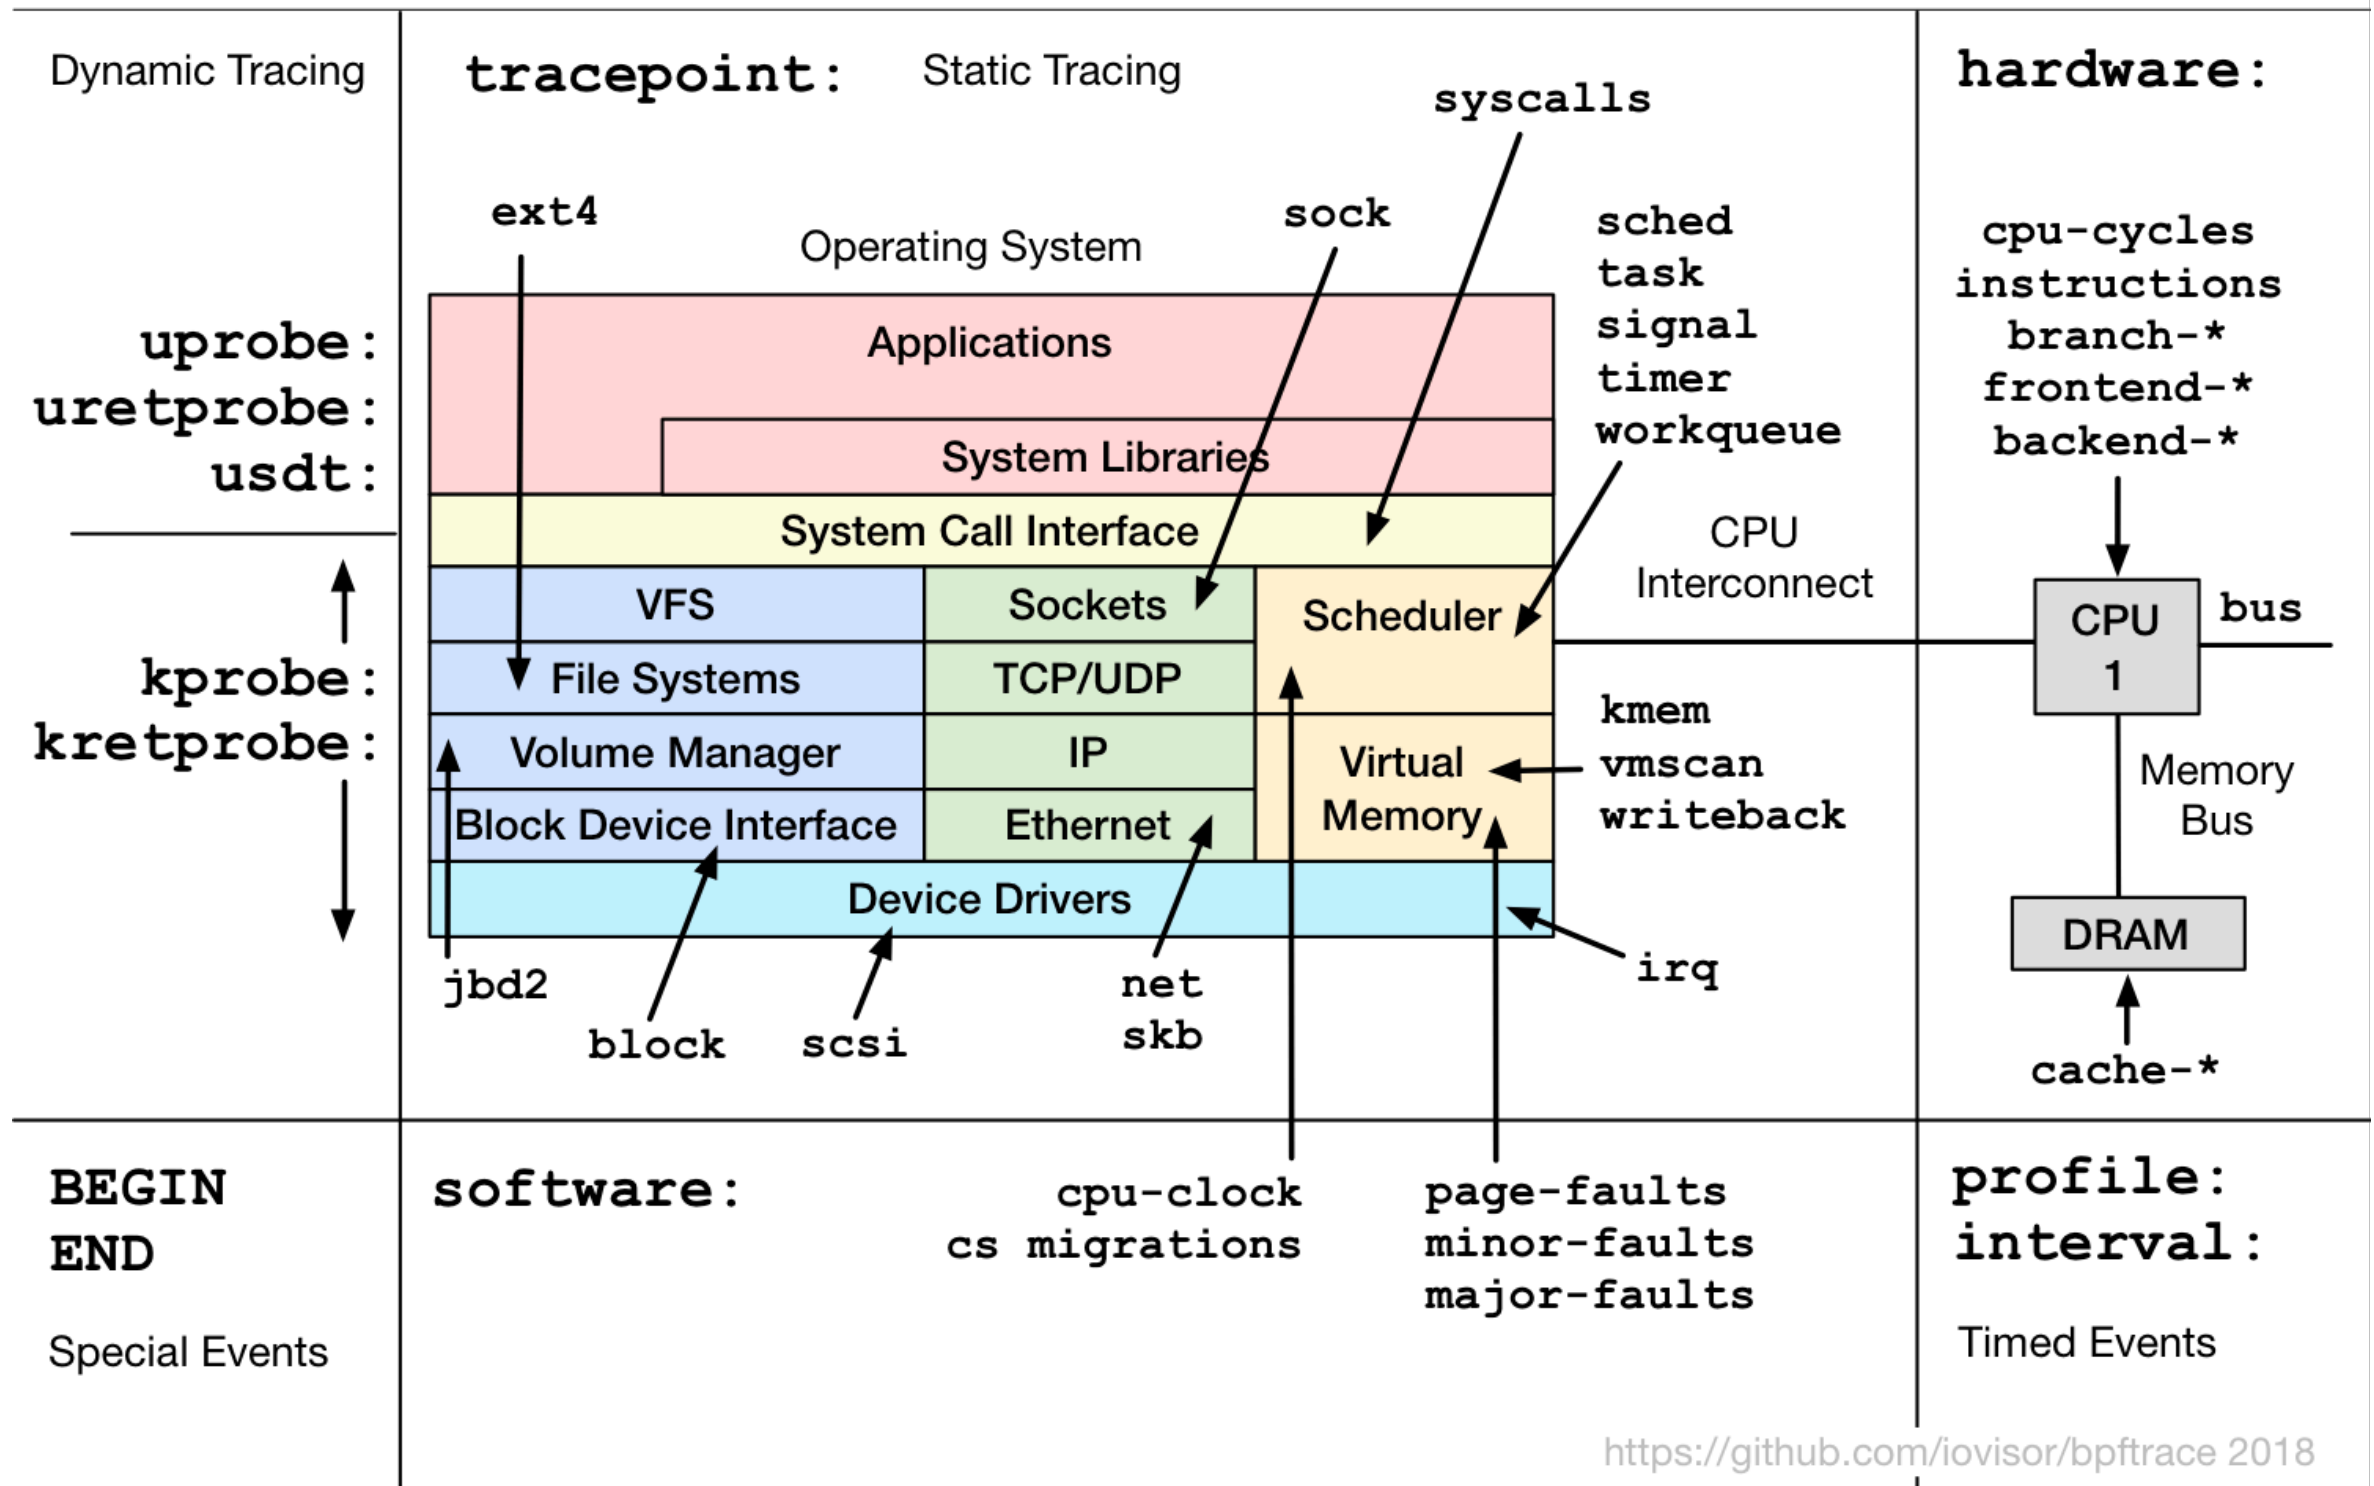 Dynamic Tracing
tracepoint: Static Tracing
hardware:
syscalls
ext4
sock
Operating System
sched
task
signal
timer
workqueue
cpu-cycles
instructions
branch-*
frontend-*
backend-*
uprobe:
uretprobe:
usdt:
Applications
System Libraries
System Call Interface
VFS
Sockets
Scheduler
File Systems
TCP/UDP
Volume Manager
IP
Virtual
Memory
Block Device Interface
Ethernet
Device Drivers
CPU
Interconnect
CPU
1
bus
kprobe:
kretprobe:
kmem
vmscan
writeback
Memory
Bus
DRAM
cache-*
irq
jbd2
block
scsi
net
skb
BEGIN
END
Special Events
software:
cpu-clock
cs migrations
page-faults
minor-faults
major-faults
profile:
interval:
Timed Events
https://github.com/iovisor/bpftrace 2018